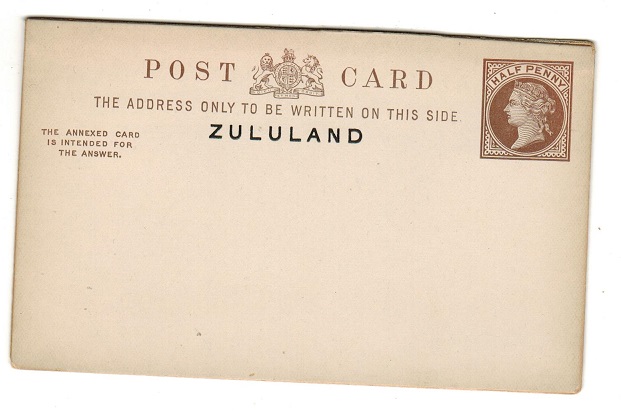 POST CARD
HALF PENNY
THE ADDRESS ONLY TO BE WRITTEN ON THIS SIDE.
ZULULAND
THE ANNEXED CARD
IS INTENDED FOR
THE ANSWER.